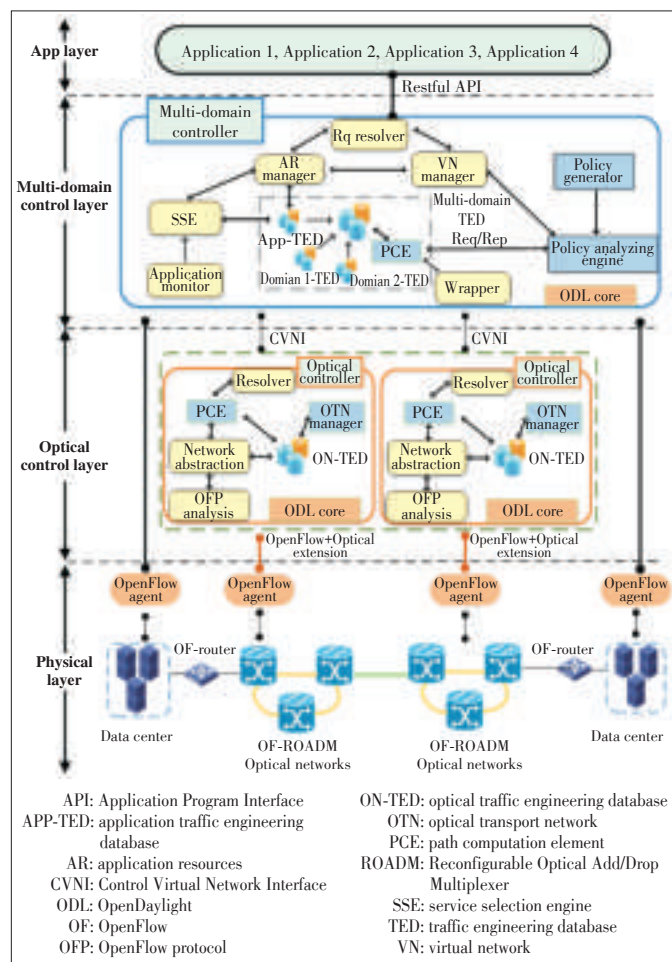 App layer
Application 1, Application 2, Application 3, Application 4
Restful API
Multi-domain control layer
Multi-domain
controller
Rq resolver
AR
manager
VN
manager
Policy
generator
SSE
Multi-domain
TED
Req/Rep
App-TED
PCE
Policy analyzing
engine
Application
monitor
Domian 1-TED
Domian 2-TED
Wrapper
ODL core
CVNI
CVNI
Optical
control layer
Optical
controller
Resolver
PCE
OTN
manager
Network
abstraction
ON-TED
OFP
analysis
ODL core
Optical
controller
Resolver
PCE
OTN
manager
Network
abstraction
ON-TED
OFP
analysis
ODL core
OpenFlow+Optical
extension
OpenFlow+Optical
extension
Physical
layer
OpenFlow
agent
OpenFlow
agent
OpenFlow
agent
OpenFlow
agent
OF-router
OF-router
Data center
OF-ROADM
Optical networks
OF-ROADM
Optical networks
Data center
API: Application Program Interface
APP-TED: application traffic engineering
database
AR: application resources
CVNI: Control Virtual Network Interface
ODL: OpenDaylight
OF: OpenFlow
OFP: OpenFlow protocol
ON-TED: optical traffic engineering database
OTN: optical transport network
PCE: path computation element
ROADM: Reconfigurable Optical Add/Drop
Multiplexer
SSE: service selection engine
TED: traffic engineering database
VN: virtual network